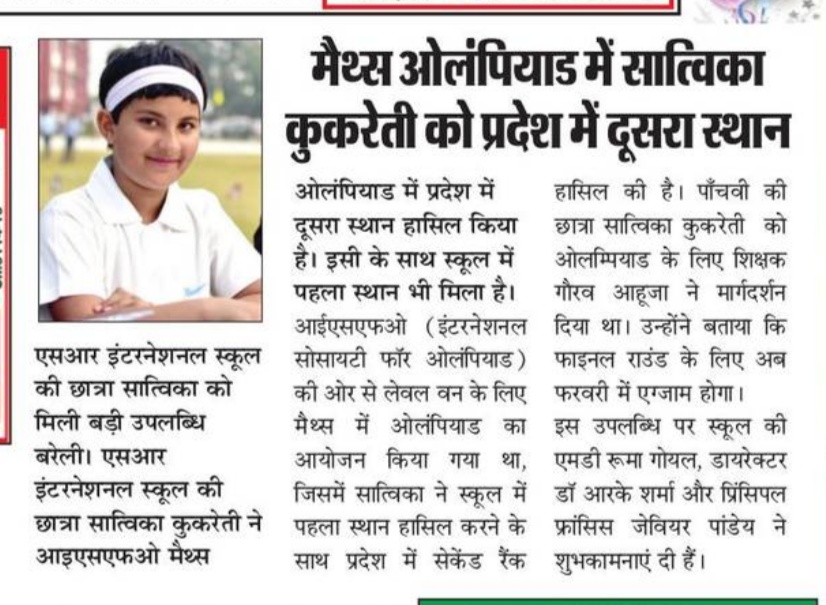 मैथ्स ओलंपियाड में सात्विका
कुकरेती को प्रदेश में दूसरा स्थान
एसआर इंटरनेशनल स्कूल
की छात्रा सात्विका को
मिली बड़ी उपलब्धि
बरेली। एसआर
इंटरनेशनल स्कूल की
छात्रा सात्विका कुकरेती ने
आइएसएफओ मैथ्स
ओलंपियाड में प्रदेश में
दूसरा स्थान हासिल किया
है। इसी के साथ स्कूल में
पहला स्थान भी मिला है।
आईएसएफओ (इंटरनेशनल
सोसायटी फॉर ओलंपियाड)
की ओर से लेवल वन के लिए
मैथ्स में ओलंपियाड का
आयोजन किया गया था,
जिसमें सात्विका ने स्कूल में
पहला स्थान हासिल करने के
साथ प्रदेश में सेकेंड रैंक
हासिल की है। पाँचवी की
छात्रा सात्विका कुकरेती को
ओलम्पियाड के लिए शिक्षक
गौरव आहूजा ने मार्गदर्शन
दिया था। उन्होंने बताया कि
फाइनल राउंड के लिए अब
फरवरी में एग्जाम होगा।
इस उपलब्धि पर स्कूल की
एमडी रूमा गोयल, डायरेक्टर
डॉ आरके शर्मा और प्रिंसिपल
फ्रांसिस जेवियर पांडेय ने
शुभकामनाएं दी हैं।